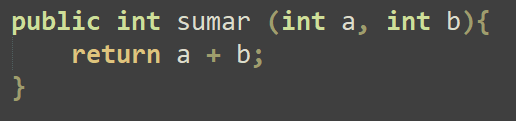 public int sumar (int a, int b){
    return a + b;
}